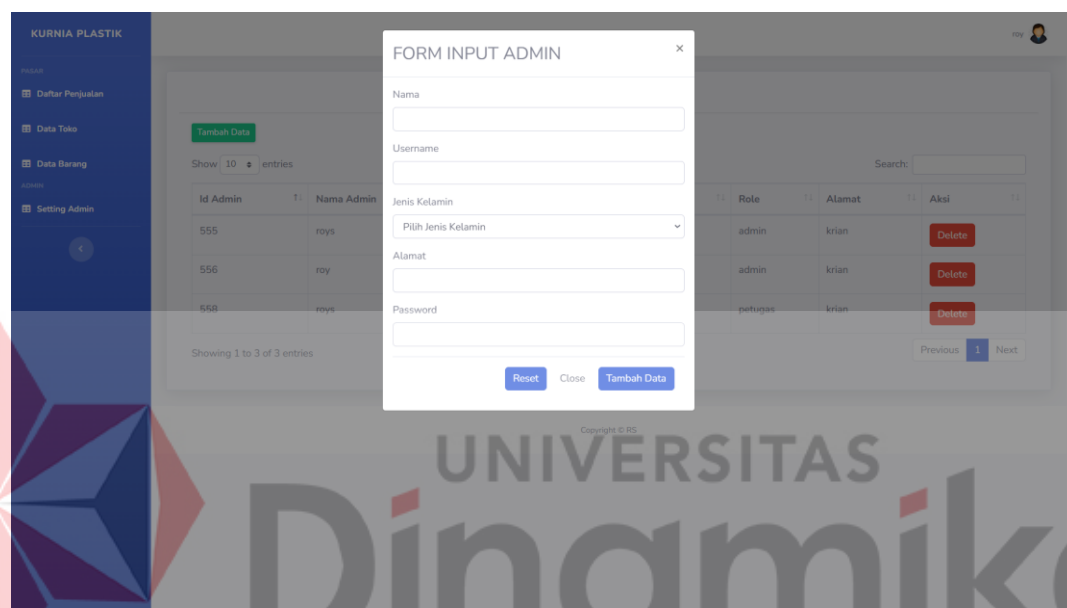 KURNIA PLASTIK
roy
PASAR
Daftar Penjualan
Data Toko
Data Barang
ADMIN
Setting Admin
FORM INPUT ADMIN ×
Nama
Username
Jenis Kelamin
Pilih Jenis Kelamin
Alamat
Password
Reset Close Tambah Data
Tambah Data
Show 10 entries Search:
Id Admin Nama Admin Role Alamat Aksi
555 roys admin krian Delete
556 roy admin krian Delete
558 roys petugas krian Delete
Showing 1 to 3 of 3 entries Previous 1 Next
Copyright © RS
UNIVERSITAS
Dinamika